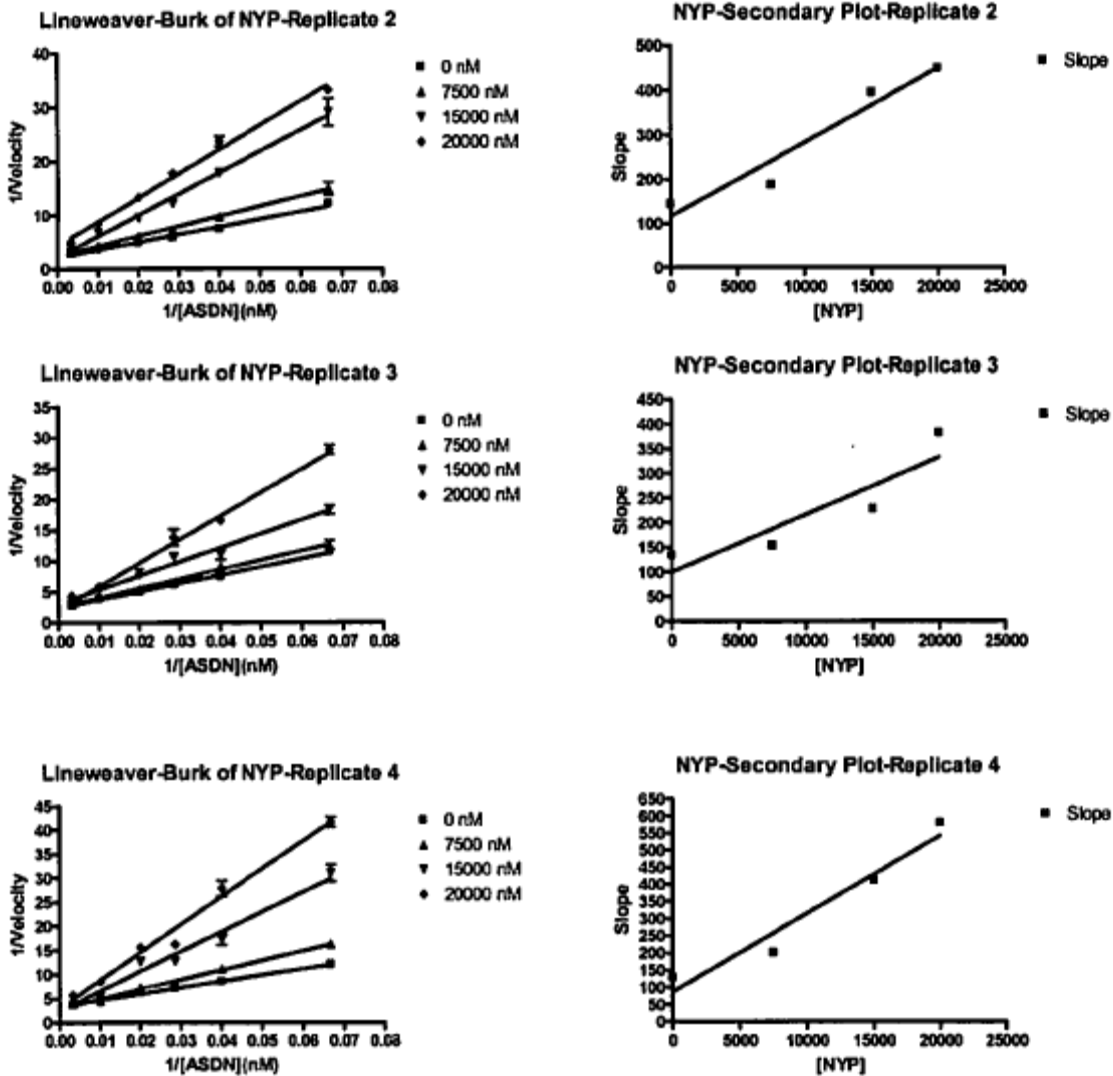 Lineweaver-Burk of NYP-Replicate 2
40
30
20
10
0
1/Velocity
0.00 0.01 0.02 0.03 0.04 0.05 0.06 0.07 0.08
1/[ASDN](nM)
0 nM
7500 nM
15000 nM
20000 nM
NYP-Secondary Plot-Replicate 2
500
400
300
200
100
0
Slope
0 5000 10000 15000 20000 25000
[NYP]
Slope
Lineweaver-Burk of NYP-Replicate 3
35
30
25
20
15
10
5
0
1/Velocity
0.00 0.01 0.02 0.03 0.04 0.05 0.06 0.07 0.08
1/[ASDN](nM)
0 nM
7500 nM
15000 nM
20000 nM
NYP-Secondary Plot-Replicate 3
450
400
350
300
250
200
150
100
50
0
Slope
0 5000 10000 15000 20000 25000
[NYP]
Slope
Lineweaver-Burk of NYP-Replicate 4
45
40
35
30
25
20
15
10
5
0
1/Velocity
0.00 0.01 0.02 0.03 0.04 0.05 0.06 0.07 0.08
1/[ASDN](nM)
0 nM
7500 nM
15000 nM
20000 nM
NYP-Secondary Plot-Replicate 4
650
600
550
500
450
400
350
300
250
200
150
100
50
0
Slope
0 5000 10000 15000 20000 25000
[NYP]
Slope